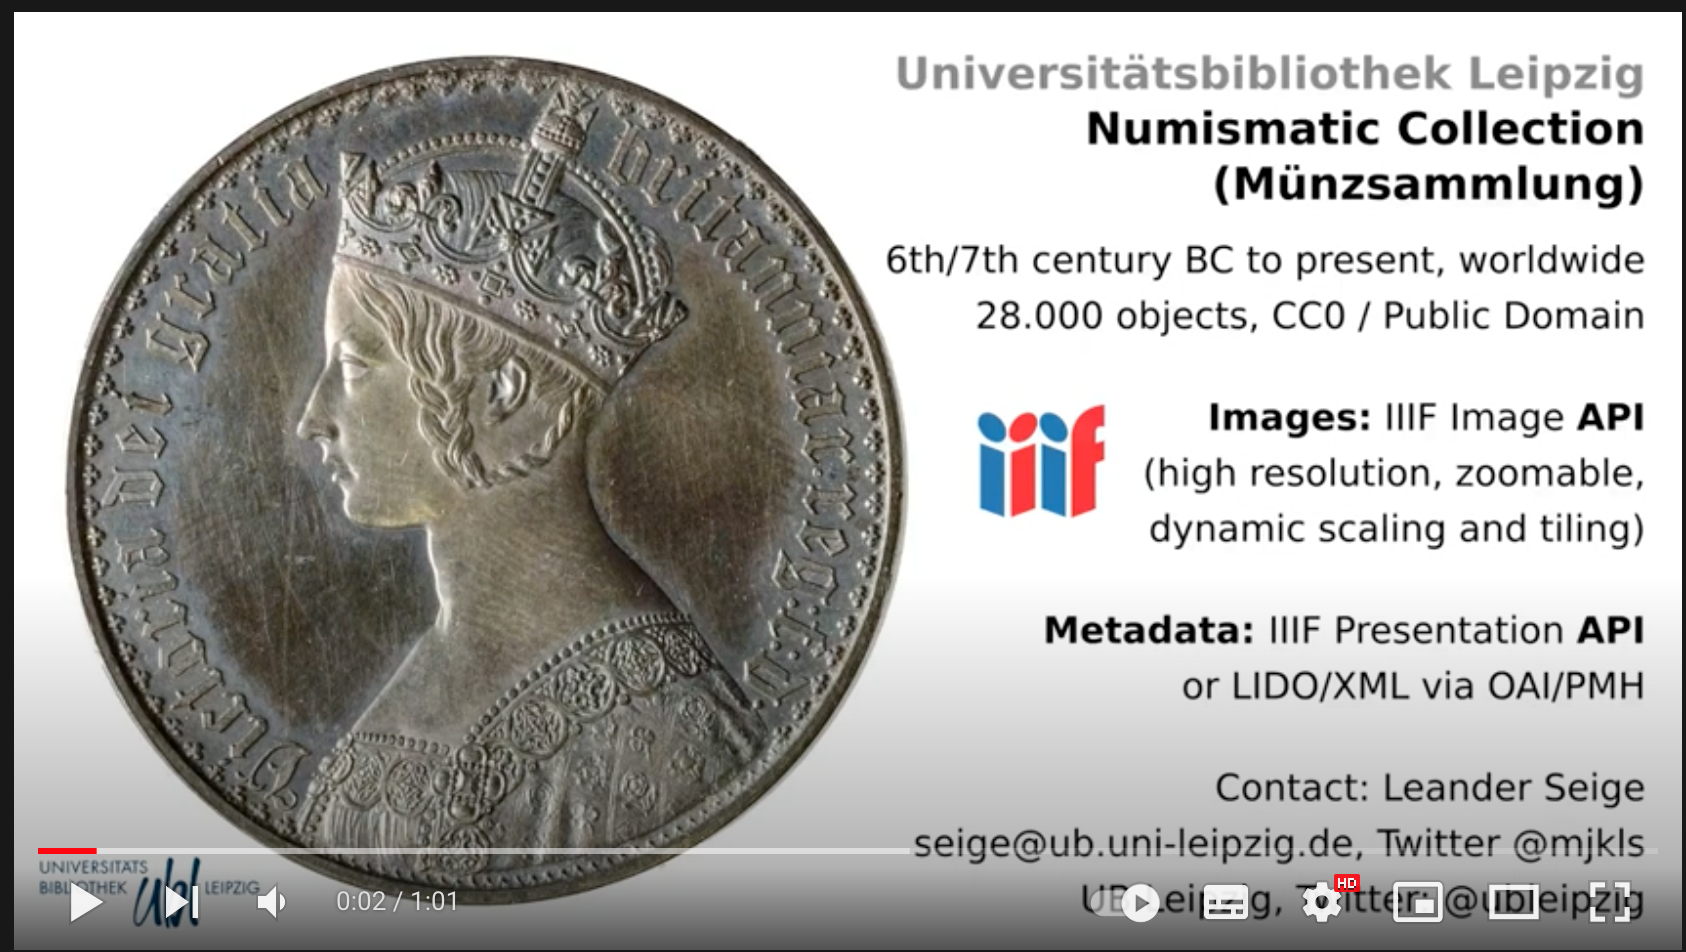 Victoria Dei gratia britanniar: reg: f: d.
Universitätsbibliothek Leipzig
Numismatic Collection
(Münzsammlung)
6th/7th century BC to present, worldwide
28.000 objects, CC0 / Public Domain
iiif
Images: IIIF Image API
(high resolution, zoomable,
dynamic scaling and tiling)
Metadata: IIIF Presentation API
or LIDO/XML via OAI/PMH
Contact: Leander Seige
seige@ub.uni-leipzig.de, Twitter @mjkls
UB Leipzig, Twitter: @ubleipzig
UNIVERSITÄTS
BIBLIOTHEK ubl LEIPZIG
0:02 / 1:01
HD